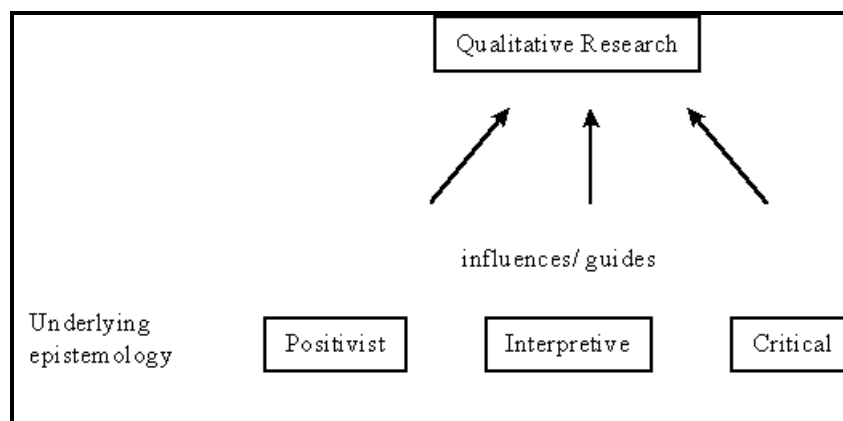 Qualitative Research
influences/ guides
Underlying
epistemology
Positivist
Interpretive
Critical